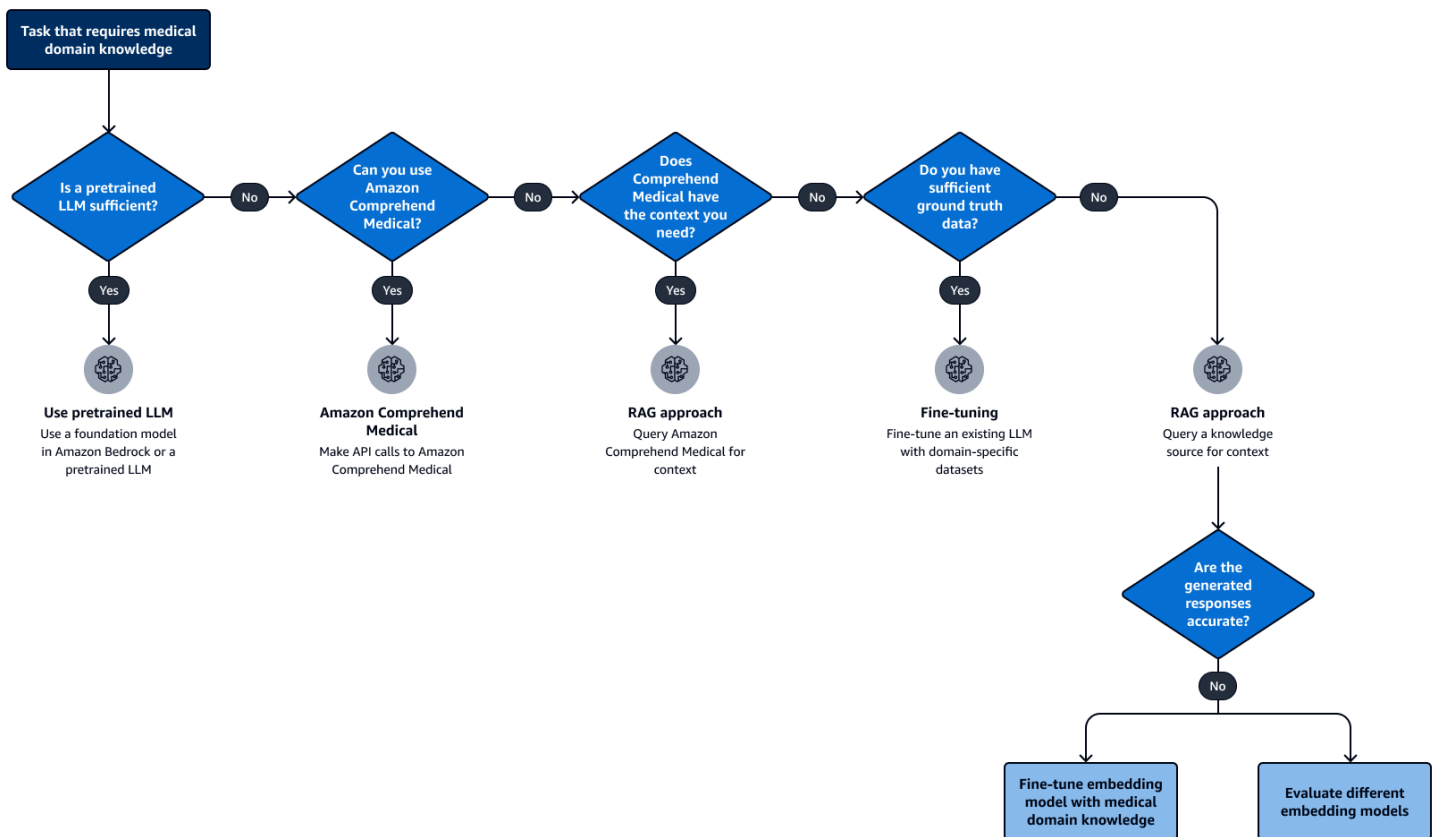 Task that requires medical
domain knowledge
Is a pretrained
LLM sufficient?
No
Can you use
Amazon
Comprehend
Medical?
No
Does
Comprehend
Medical have
the context you
need?
No
Do you have
sufficient
ground truth
data?
No
Yes
Yes
Yes
Yes
Use pretrained LLM
Use a foundation model
in Amazon Bedrock or a
pretrained LLM
Amazon Comprehend
Medical
Make API calls to Amazon
Comprehend Medical
RAG approach
Query Amazon
Comprehend Medical for
context
Fine-tuning
Fine-tune an existing LLM
with domain-specific
datasets
RAG approach
Query a knowledge
source for context
Are the
generated
responses
accurate?
No
Fine-tune embedding
model with medical
domain knowledge
Evaluate different
embedding models